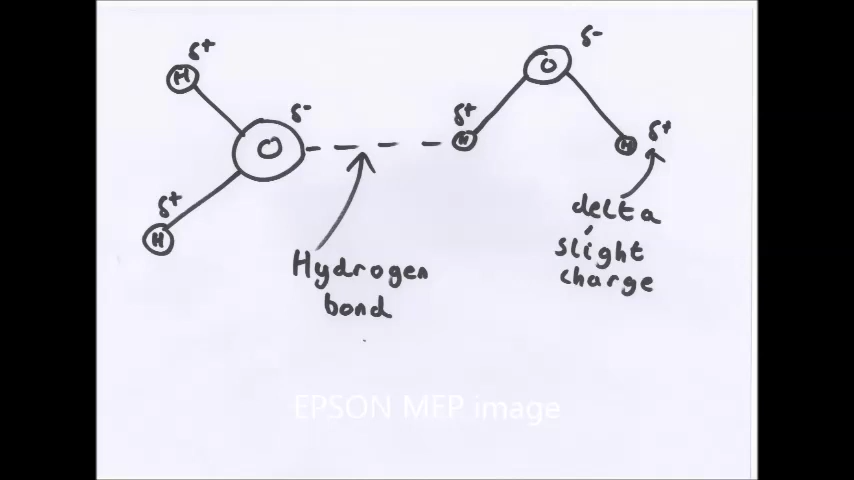 δ+
H
δ-
O
δ+
H
δ-
O
δ+
H
δ+
H
Hydrogen
bond
delta
slight
charge
EPSON MFP image